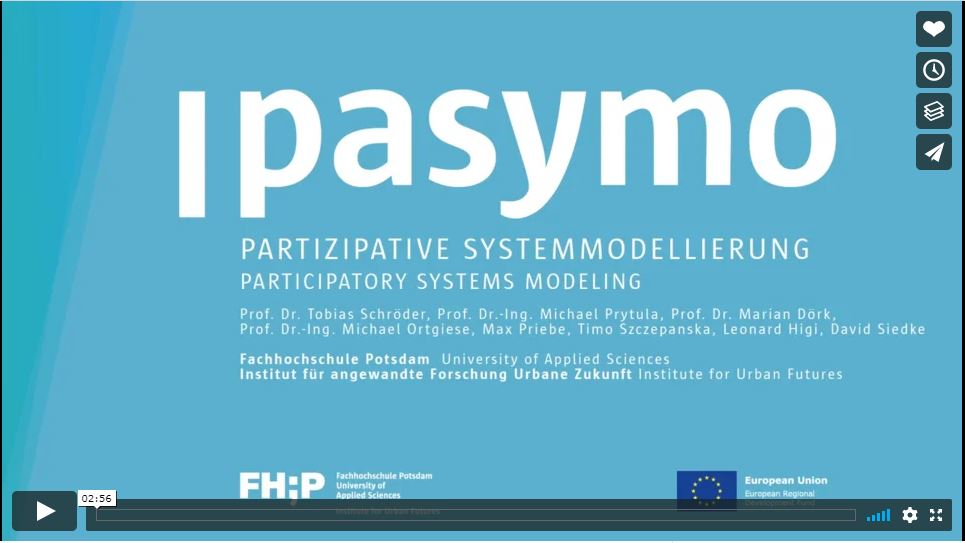 pasymo
PARTIZIPATIVE SYSTEMMODELLIERUNG
PARTICIPATORY SYSTEMS MODELING
Prof. Dr. Tobias Schröder, Prof. Dr.-Ing. Michael Prytula, Prof. Dr. Marian Dörk,
Prof. Dr.-Ing. Michael Ortgiese, Max Priebe, Timo Szczepanska, Leonard Higi, David Siedke
Fachhochschule Potsdam University of Applied Sciences
Institut für angewandte Forschung Urbane Zukunft Institute for Urban Futures
FH;P
Fachhochschule Potsdam
University of
Applied Sciences
Institute for Urban Futures
European Union
European Regional
Development Fund
02:56